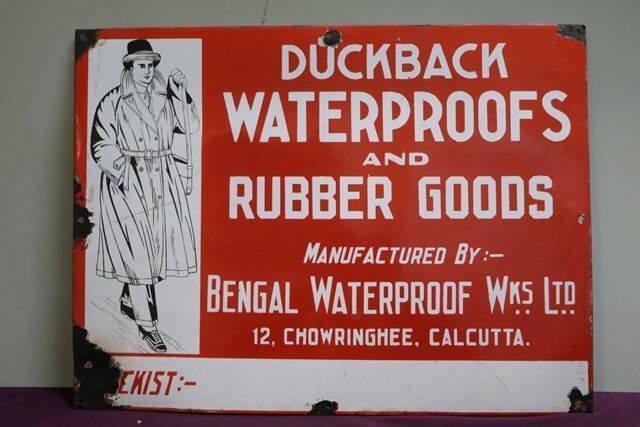 DUCKBACK
WATERPROOFS
AND
RUBBER GOODS
MANUFACTURED BY:-
BENGAL WATERPROOF WKS LTD
12, CHOWRINGHEE, CALCUTTA.